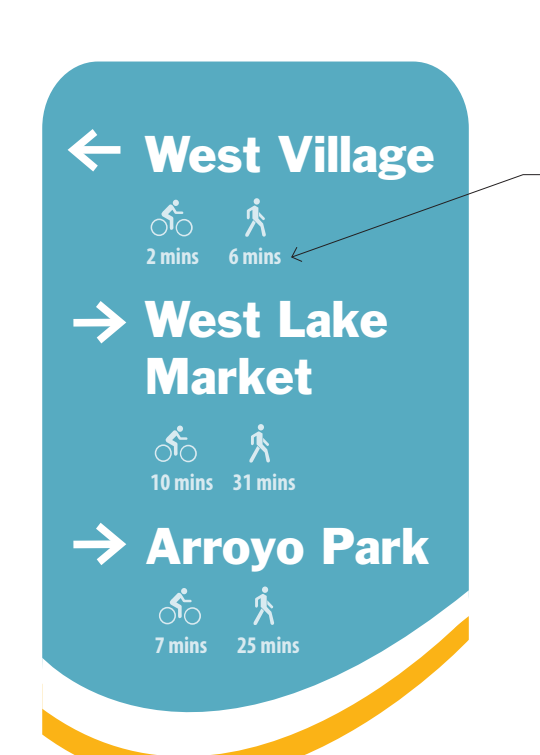 ← West Village
2 mins 6 mins
→ West Lake
Market
10 mins 31 mins
→ Arroyo Park
7 mins 25 mins